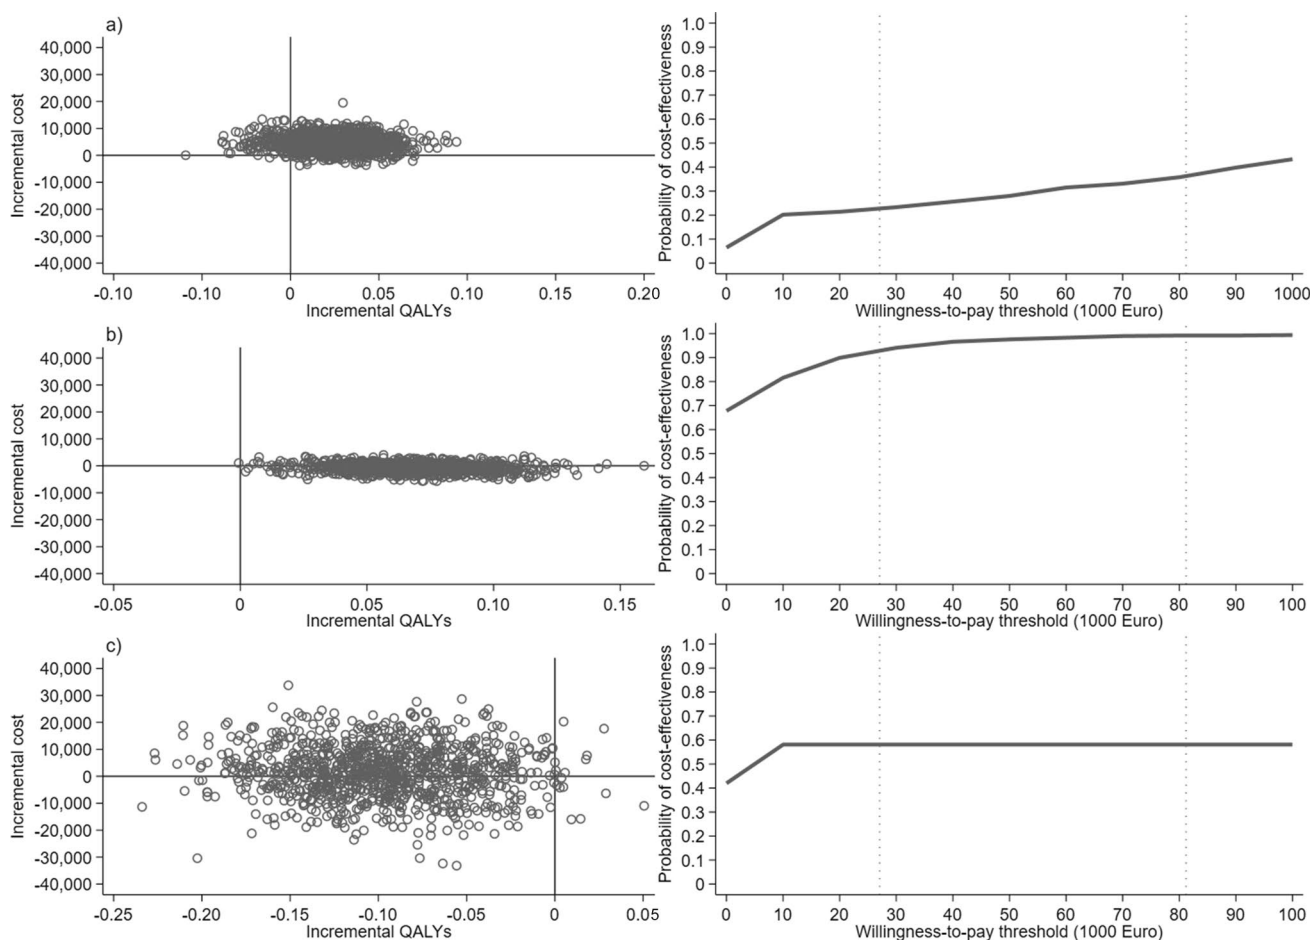 a)
Incremental cost
40,000
30,000
20,000
10,000
0
-10,000
-20,000
-30,000
-40,000
-0.10 -0.10 0 0.05 0.10 0.15 0.20
Incremental QALYs
Probability of cost-effectiveness
1.0
0.9
0.8
0.7
0.6
0.5
0.4
0.3
0.2
0.1
0
0 10 20 30 40 50 60 70 80 90 1000
Willingness-to-pay threshold (1000 Euro)
b)
Incremental cost
40,000
30,000
20,000
10,000
0
-10,000
-20,000
-30,000
-40,000
-0.05 0 0.05 0.10 0.15
Incremental QALYs
Probability of cost-effectiveness
1.0
0.9
0.8
0.7
0.6
0.5
0.4
0.3
0.2
0.1
0
0 10 20 30 40 50 60 70 80 90 100
Willingness-to-pay threshold (1000 Euro)
c)
Incremental cost
40,000
30,000
20,000
10,000
0
-10,000
-20,000
-30,000
-40,000
-0.25 -0.20 -0.15 -0.10 -0.05 0 0.05
Incremental QALYs
Probability of cost-effectiveness
1.0
0.9
0.8
0.7
0.6
0.5
0.4
0.3
0.2
0.1
0
0 10 20 30 40 50 60 70 80 90 100
Willingness-to-pay threshold (1000 Euro)